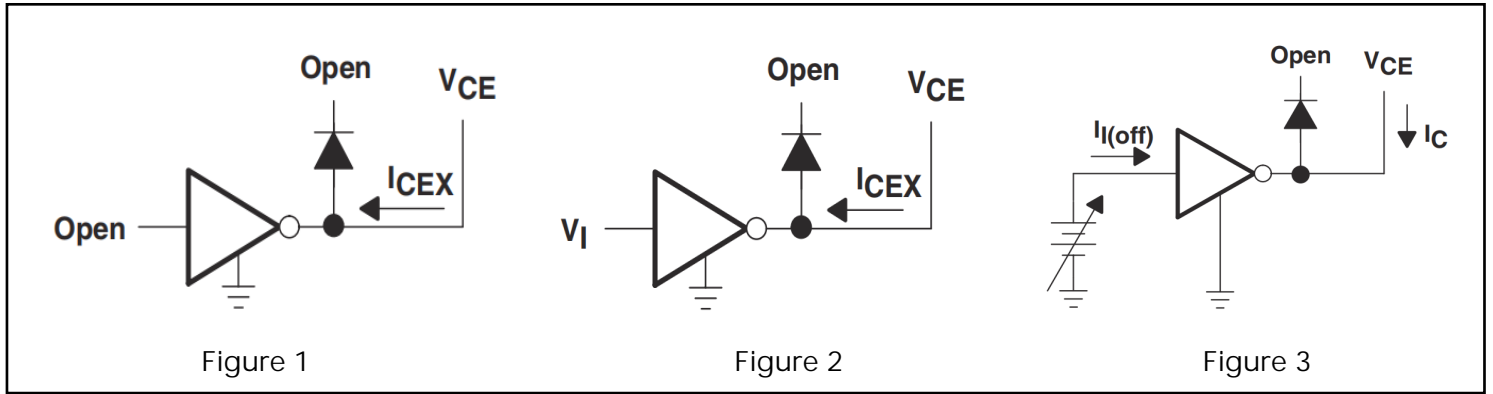 Open
VCE
ICEX
Open
Figure 1
Open
VCE
ICEX
VI
Figure 2
Open
VCE
II(off)
IC
Figure 3